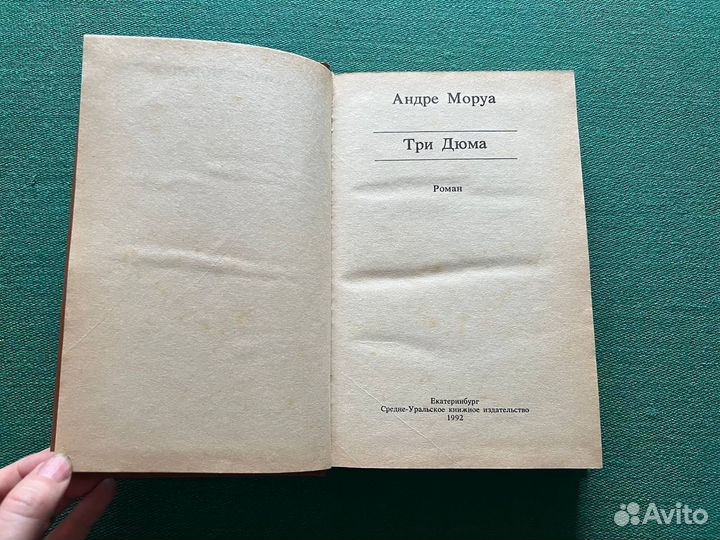 Андре Моруа
Три Дюма
Роман
Екатеринбург
Средне-Уральское книжное издательство
1992
Avito